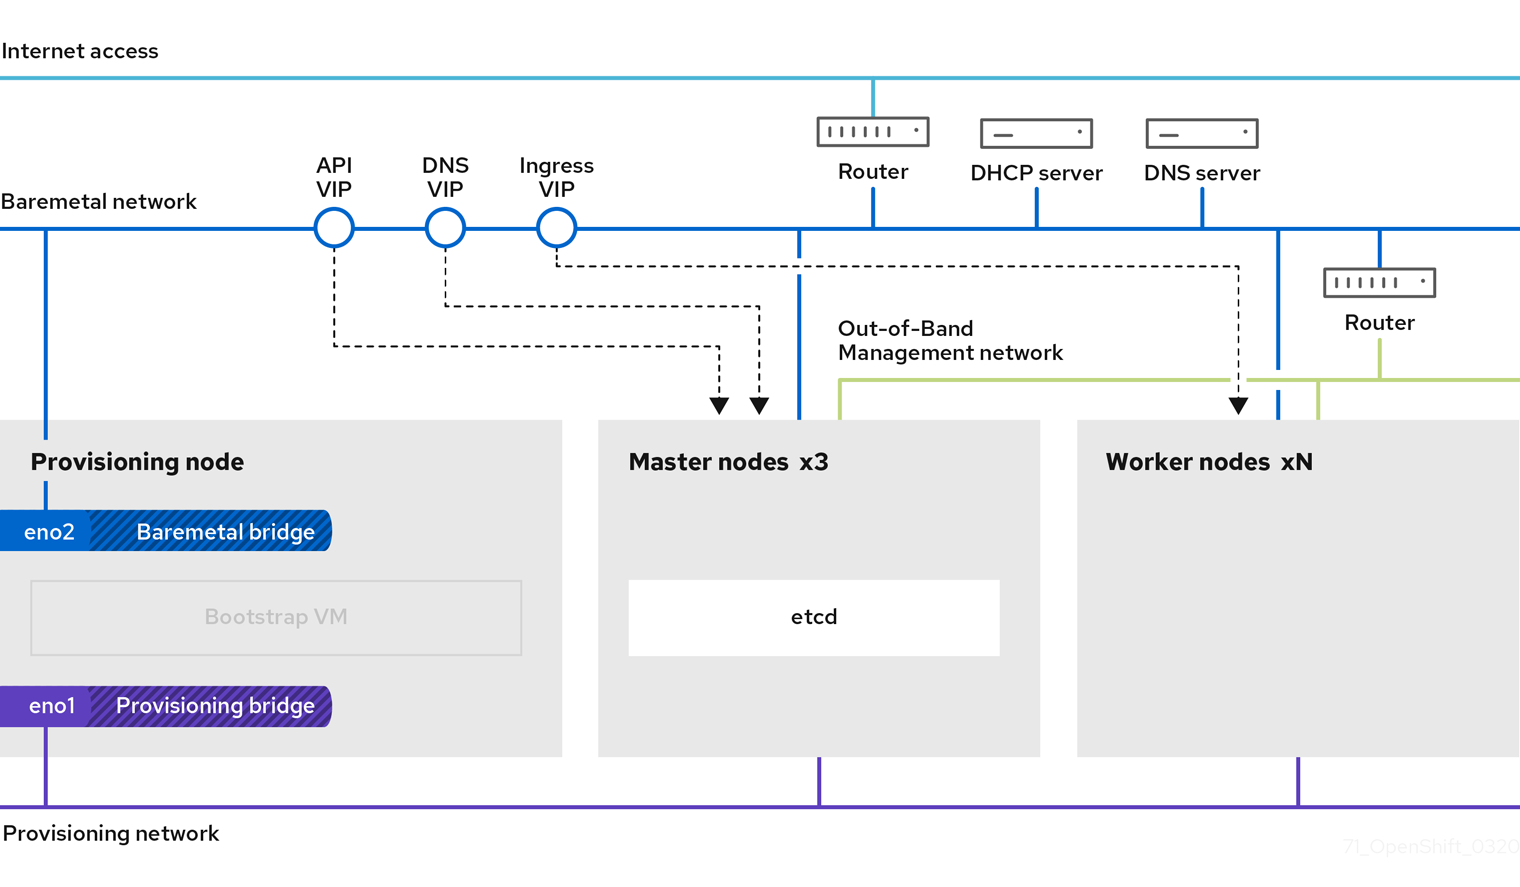 Internet access
API
VIP
DNS
VIP
Ingress
VIP
Router
DHCP server
DNS server
Baremetal network
Router
Out-of-Band
Management network
Provisioning node
Master nodes x3
Worker nodes xN
eno2
Baremetal bridge
Bootstrap VM
etcd
eno1
Provisioning bridge
Provisioning network
71_OpenShift_0320